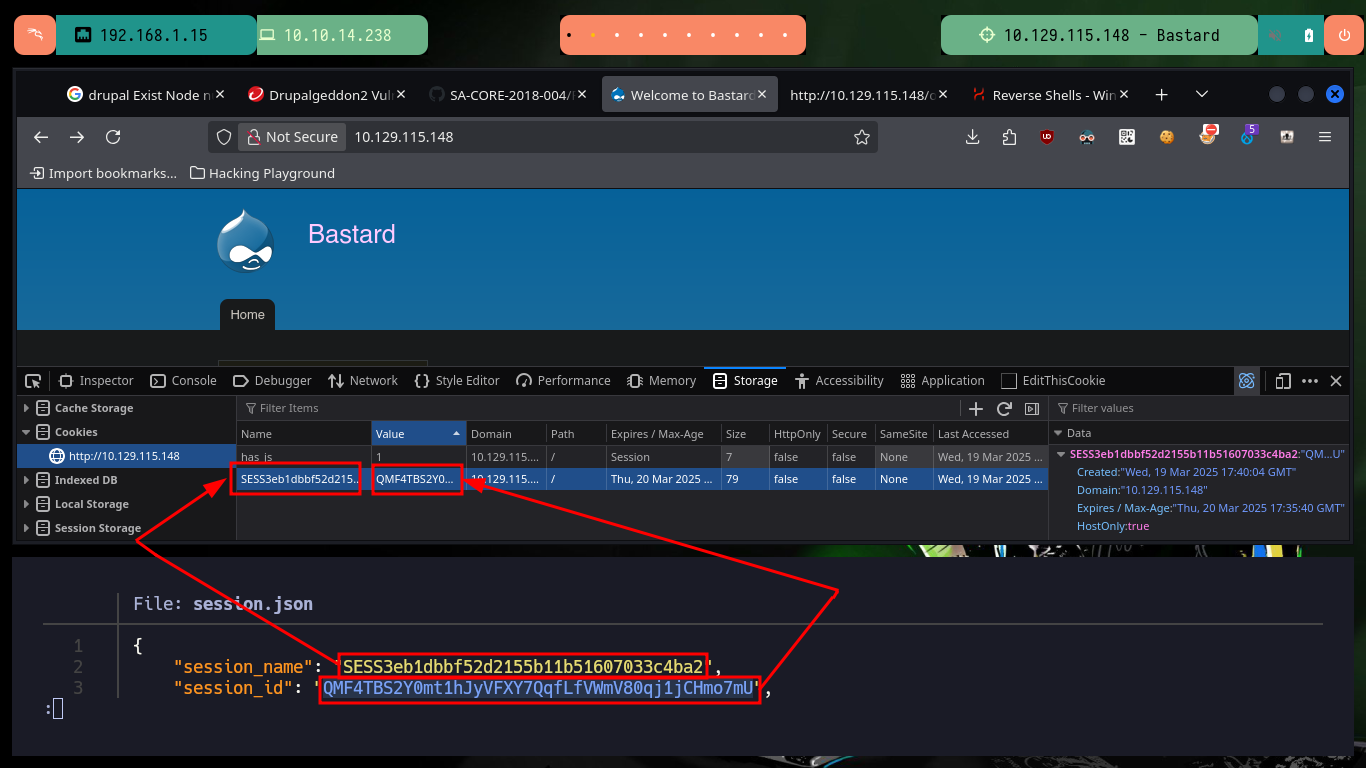 192.168.1.15 10.10.14.238 10.129.115.148 - Bastard
drupal Exist Node n Drupalgeddon2 Vul SA-CORE-2018-004/ Welcome to Bastard http://10.129.115.148/ Reverse Shells - Win
Not Secure 10.129.115.148 5
Import bookmarks... Hacking Playground
Bastard
Home
Inspector Console Debugger Network Style Editor Performance Memory Storage Accessibility Application EditThisCookie
Cache Storage Filter Items Filter values
Cookies Name Value Domain Path Expires / Max-Age Size HttpOnly Secure SameSite Last Accessed Data
http://10.129.115.148 has_js 1 10.129.115.... / Session 7 false false None Wed, 19 Mar 2025 ... SESS3eb1dbbf52d2155b11b51607033c4ba2:"QM...U"
Indexed DB SESS3eb1dbbf52d215... QMF4TBS2Y0... 10.129.115.... / Thu, 20 Mar 2025 ... 79 false false None Wed, 19 Mar 2025 ... Created:"Wed, 19 Mar 2025 17:40:04 GMT"
Local Storage Domain:"10.129.115.148"
Session Storage Expires / Max-Age:"Thu, 20 Mar 2025 17:35:40 GMT"
HostOnly:true
File: session.json
1 {
2 "session_name": "SESS3eb1dbbf52d2155b11b51607033c4ba2",
3 "session_id": "QMF4TBS2Y0mt1hJyVFXY7QqfLfVWmV80qj1jCHmo7mU",
: